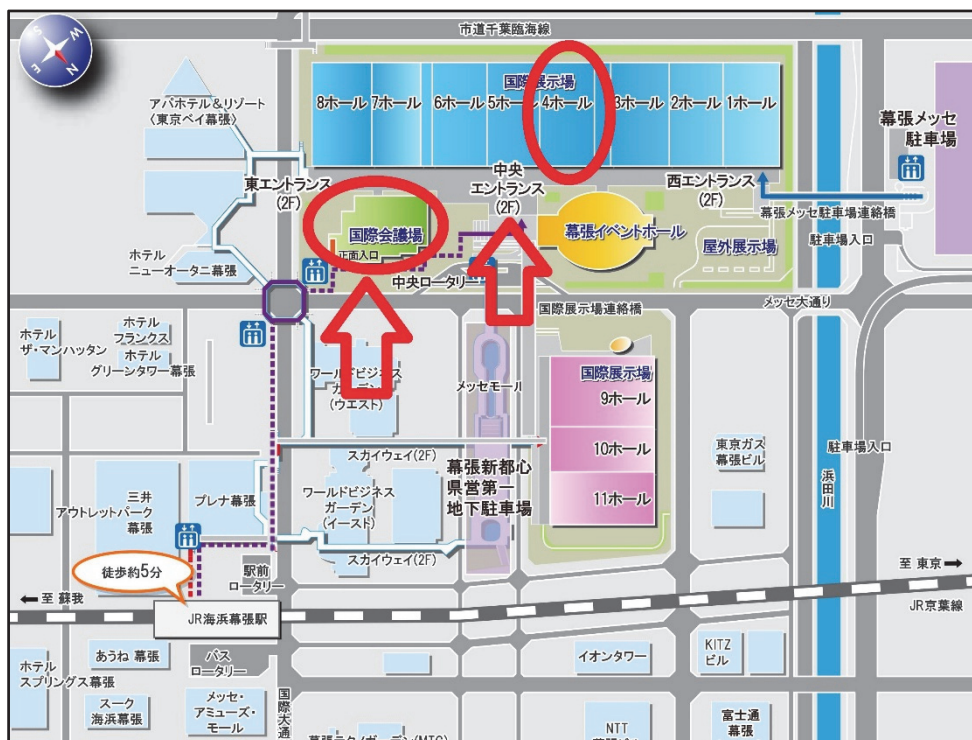 市道千葉臨海線
W
S
N
E
国際展示場
8ホール
7ホール
6ホール
5ホール
4ホール
3ホール
2ホール
1ホール
アパホテル&リゾート
〈東京ベイ幕張〉
幕張メッセ
駐車場
東エントランス
(2F)
中央
エントランス
(2F)
西エントランス
(2F)
国際会議場
正面入口
幕張イベントホール
屋外展示場
幕張メッセ駐車場連絡橋
駐車場入口
ホテル
ニューオータニ幕張
中央ロータリー
国際展示場連絡橋
メッセ大通り
ホテル
ザ・マンハッタン
ホテル
フランクス
ホテル
グリーンタワー幕張
ワールドビジネス
ガーデン
(ウエスト)
メッセモール
国際展示場
9ホール
10ホール
11ホール
スカイウェイ(2F)
東京ガス
幕張ビル
駐車場入口
浜田川
三井
アウトレットパーク
幕張
プレナ幕張
ワールドビジネス
ガーデン
(イースト)
幕張新都心
県営第一
地下駐車場
スカイウェイ(2F)
徒歩約5分
駅前
ロータリー
至 蘇我
至 東京
JR海浜幕張駅
JR京葉線
ホテル
スプリングス幕張
あうね 幕張
バス
ロータリー
国際大通
イオンタワー
KITZ
ビル
スーク
海浜幕張
メッセ・
アミューズ・
モール
NTT
富士通
幕張